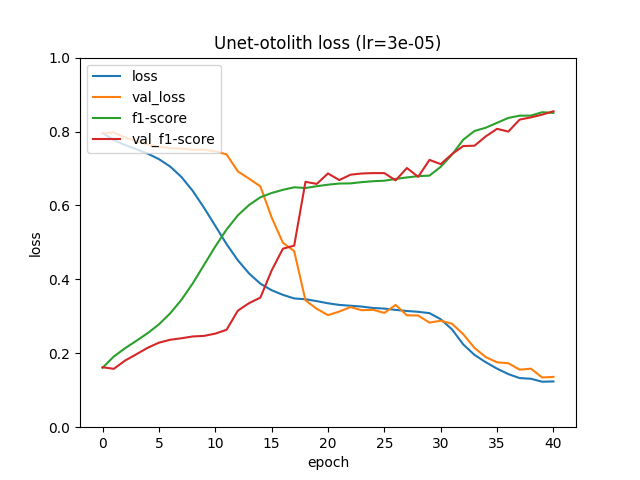 Unet-otolith loss (lr=3e-05)
loss
val_loss
f1-score
val_f1-score
1.0
0.8
0.6
0.4
0.2
0.0
loss
0 5 10 15 20 25 30 35 40
epoch